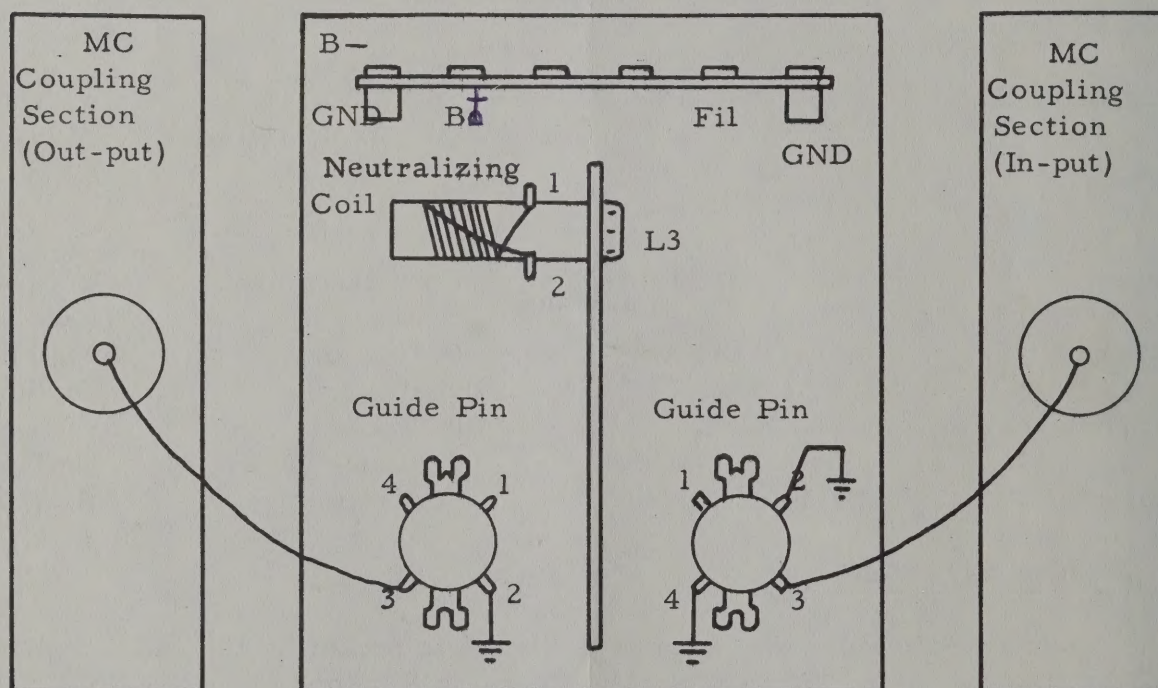 MC
Coupling
Section
(Out-put)
B-
GND
B
Fil
GND
MC
Coupling
Section
(In-put)
Neutralizing
Coil
1
2
L3
Guide Pin
4
1
3
2
Guide Pin
1
2
4
3